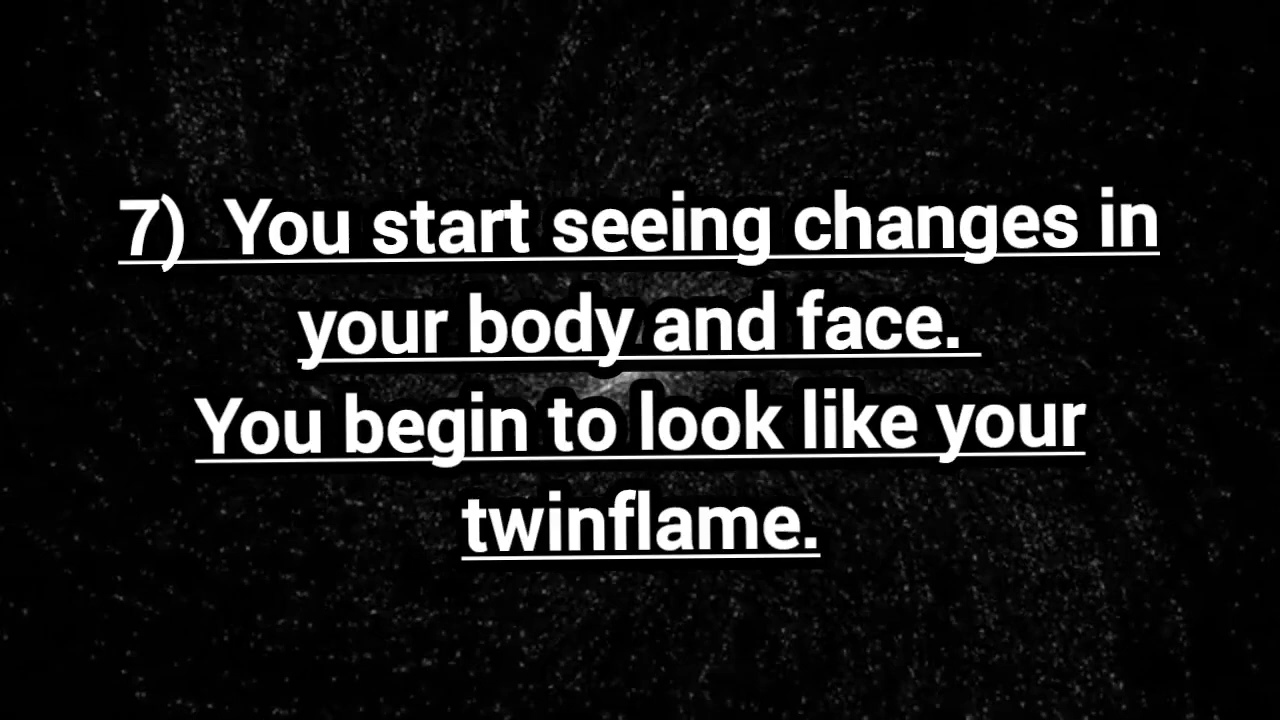 7)  You start seeing changes in
your body and face.
You begin to look like your
twinflame.